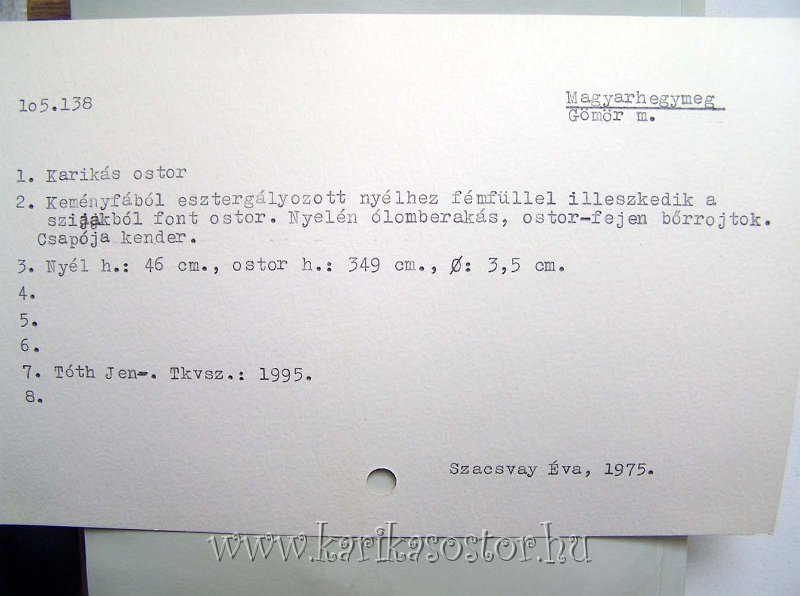 1o5.138
Magyarhegymeg
Gömör m.
1. Karikás ostor
2. Keményfából esztergályozott nyélhez fémfüllel illeszkedik a
szijjakból font ostor. Nyelén ólomberakás, ostor-fejen bőrrojtok.
Csapója kender.
3. Nyél h.: 46 cm., ostor h.: 349 cm., Ø: 3,5 cm.
4.
5.
6.
7. Tóth Jen-. Tkvsz.: 1995.
8.
Szacsvay Éva, 1975.
www.karikasostor.hu